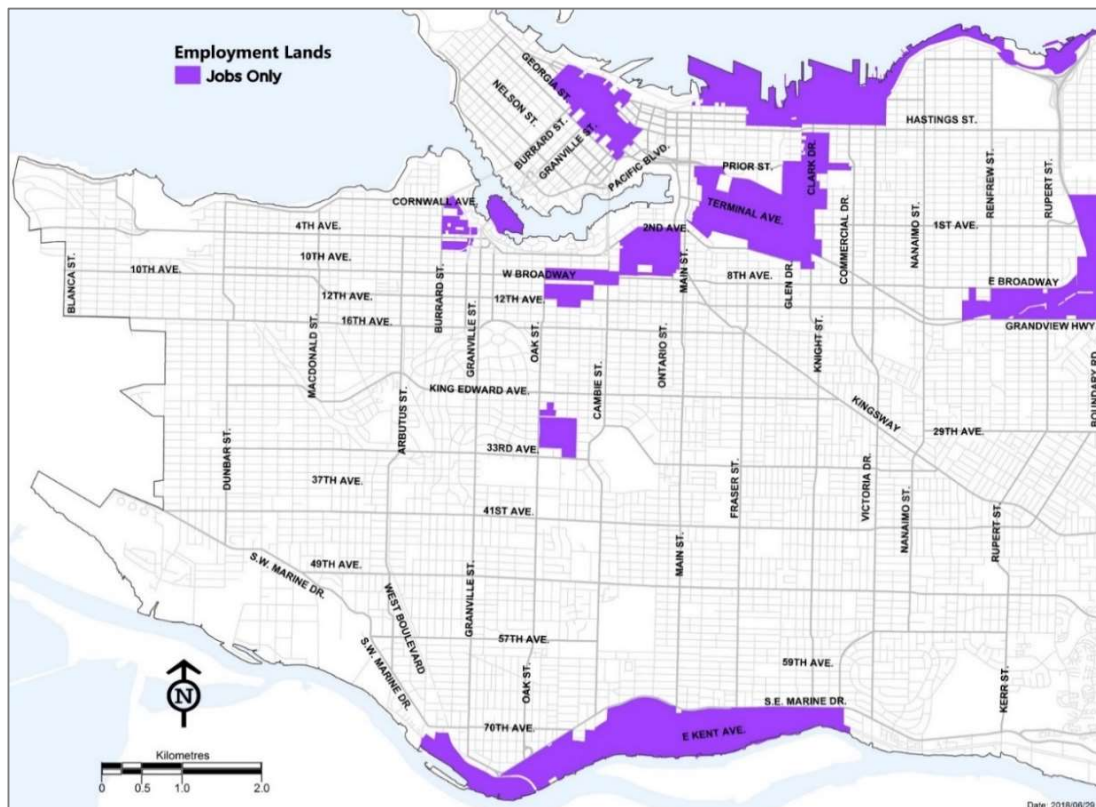 Employment Lands
Jobs Only
GEORGIA ST.
NELSON ST.
BURRARD ST.
GRANVILLE ST.
PACIFIC BLVD.
HASTINGS ST.
PRIOR ST.
CLARK DR.
TERMINAL AVE.
COMMERCIAL DR.
NANAIMO ST.
RENFREW ST.
RUPERT ST.
CORNWALL AVE.
4TH AVE.
2ND AVE.
1ST AVE.
BLANCA ST.
10TH AVE.
10TH AVE.
W BROADWAY
MAIN ST.
8TH AVE.
GLEN DR.
E BROADWAY
12TH AVE.
12TH AVE.
16TH AVE.
BURRARD ST.
GRANVILLE ST.
OAK ST.
GRANDVIEW HWY
MACDONALD ST.
ONTARIO ST.
KNIGHT ST.
BOUNDARY RD.
KING EDWARD AVE.
CAMBIE ST.
KINGSWAY
ARBUTUS ST.
29TH AVE.
DUNBAR ST.
33RD AVE.
37TH AVE.
FRASER ST.
VICTORIA DR.
NANAIMO ST.
RUPERT ST.
41ST AVE.
S.W. MARINE DR.
49TH AVE.
MAIN ST.
WEST BOULEVARD
GRANVILLE ST.
57TH AVE.
59TH AVE.
S.W. MARINE DR.
OAK ST.
KERR ST.
S.E. MARINE DR.
70TH AVE.
E KENT AVE.
N
Kilometres
0 0.5 1.0 2.0
Date: 2018/06/29